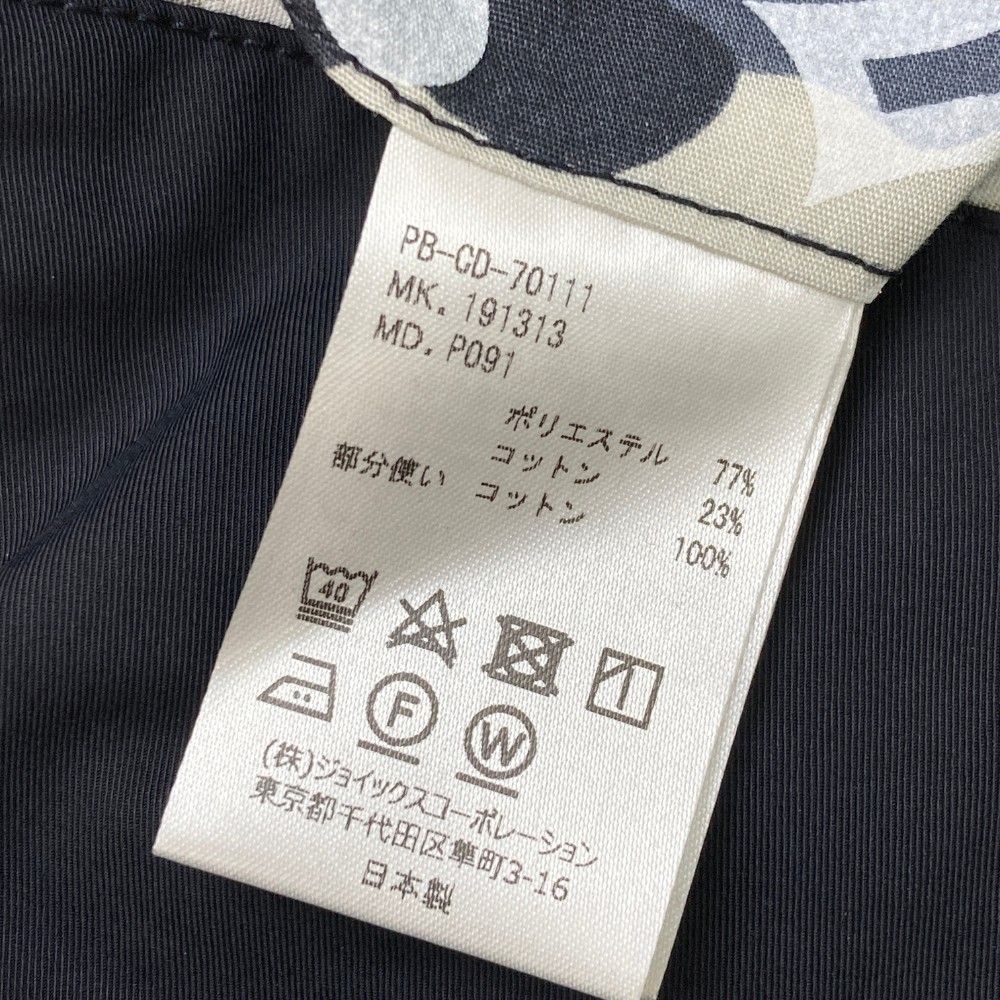 PB-CD-70111
MK. 191313
MD. P091
ポリエステル 77%
コットン 23%
部分使い コットン 100%
40
F
W
(株)ジョイックスコーポレーション
東京都千代田区隼町3-16
日本製